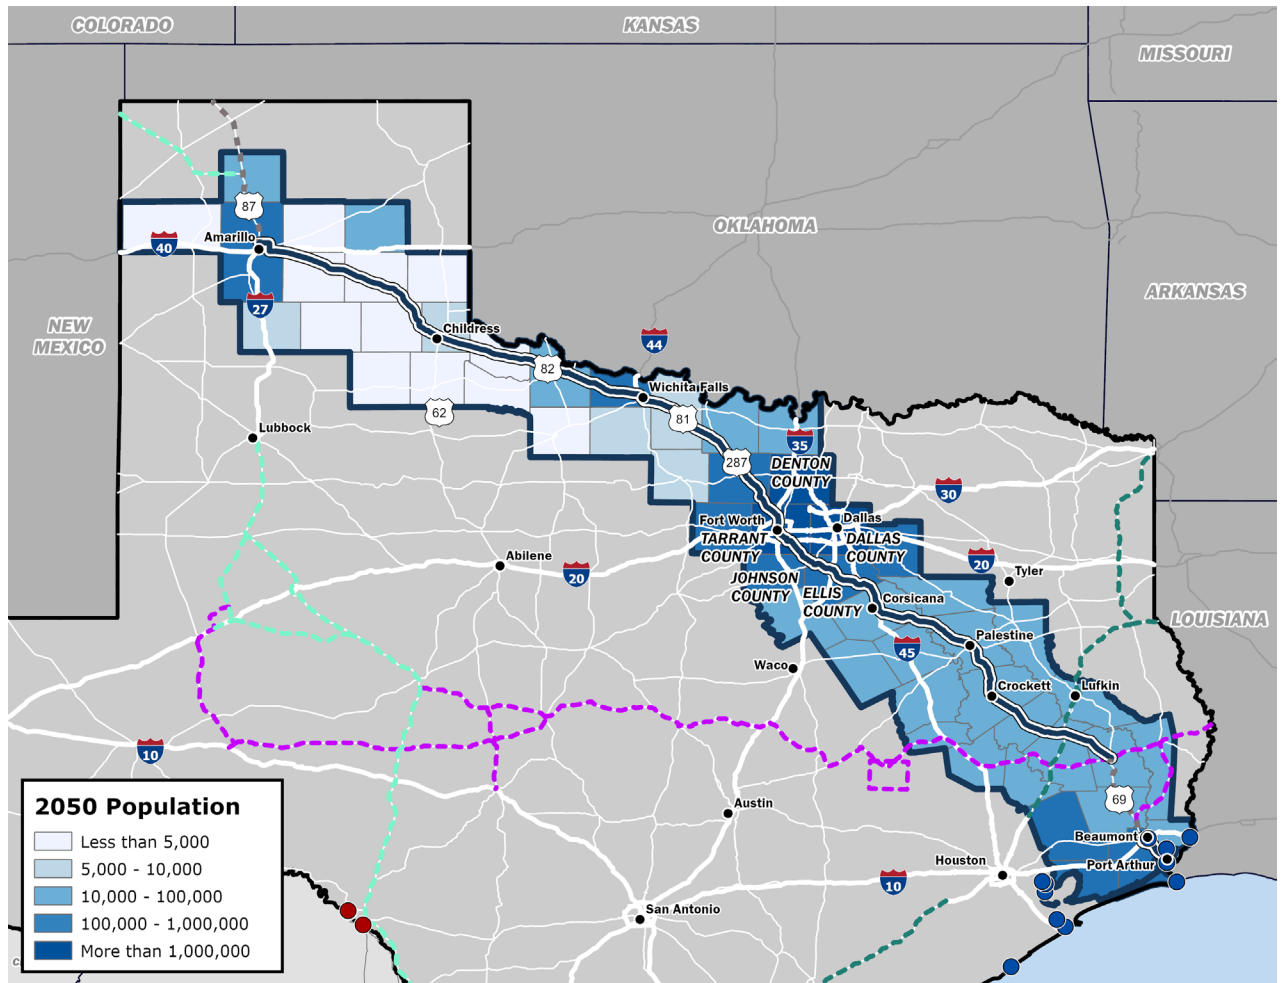 COLORADO
KANSAS
MISSOURI
87
OKLAHOMA
Amarillo
40
ARKANSAS
27
NEW
MEXICO
Childress
44
82
Wichita Falls
62
81
Lubbock
35
287
DENTON
COUNTY
30
Fort Worth
Dallas
TARRANT
COUNTY
DALLAS
COUNTY
Abilene
20
20
Tyler
JOHNSON
COUNTY
ELLIS
COUNTY
Corsicana
LOUISIANA
Palestine
45
Waco
Crockett
Lufkin
10
69
2050 Population
Less than 5,000
5,000 - 10,000
10,000 - 100,000
100,000 - 1,000,000
More than 1,000,000
Austin
Beaumont
Houston
Port Arthur
10
San Antonio